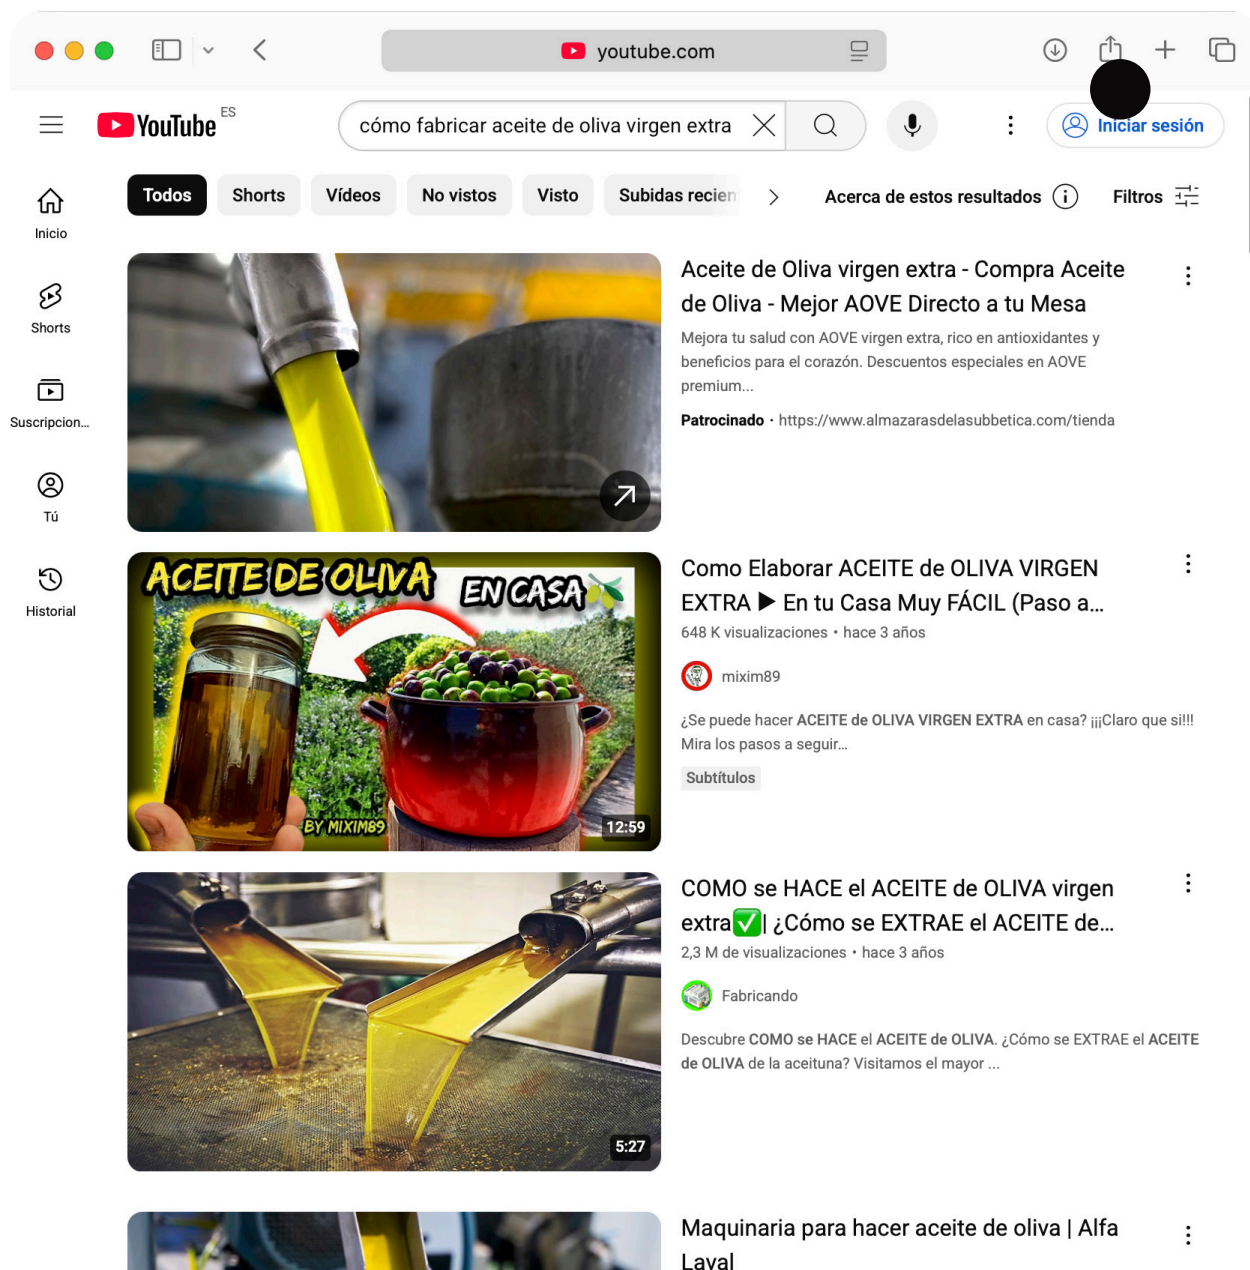 youtube.com
YouTube ES
cómo fabricar aceite de oliva virgen extra
Iniciar sesión
Todos
Shorts
Vídeos
No vistos
Visto
Subidas recien
Acerca de estos resultados
Filtros
Inicio
Shorts
Suscripcion...
Tú
Historial
Aceite de Oliva virgen extra - Compra Aceite
de Oliva - Mejor AOVE Directo a tu Mesa
Mejora tu salud con AOVE virgen extra, rico en antioxidantes y
beneficios para el corazón. Descuentos especiales en AOVE
premium...
Patrocinado · https://www.almazarasdelasubbetica.com/tienda
ACEITE DE OLIVA
EN CASA
BY MIXIM89
12:59
Como Elaborar ACEITE de OLIVA VIRGEN
EXTRA ▶ En tu Casa Muy FÁCIL (Paso a...
648 K visualizaciones • hace 3 años
mixim89
¿Se puede hacer ACEITE de OLIVA VIRGEN EXTRA en casa? ¡¡¡Claro que si!!!
Mira los pasos a seguir...
Subtítulos
5:27
COMO se HACE el ACEITE de OLIVA virgen
extra✅| ¿Cómo se EXTRAE el ACEITE de...
2,3 M de visualizaciones • hace 3 años
Fabricando
Descubre COMO se HACE el ACEITE de OLIVA. ¿Cómo se EXTRAE el ACEITE
de OLIVA de la aceituna? Visitamos el mayor ...
Maquinaria para hacer aceite de oliva | Alfa
Laval